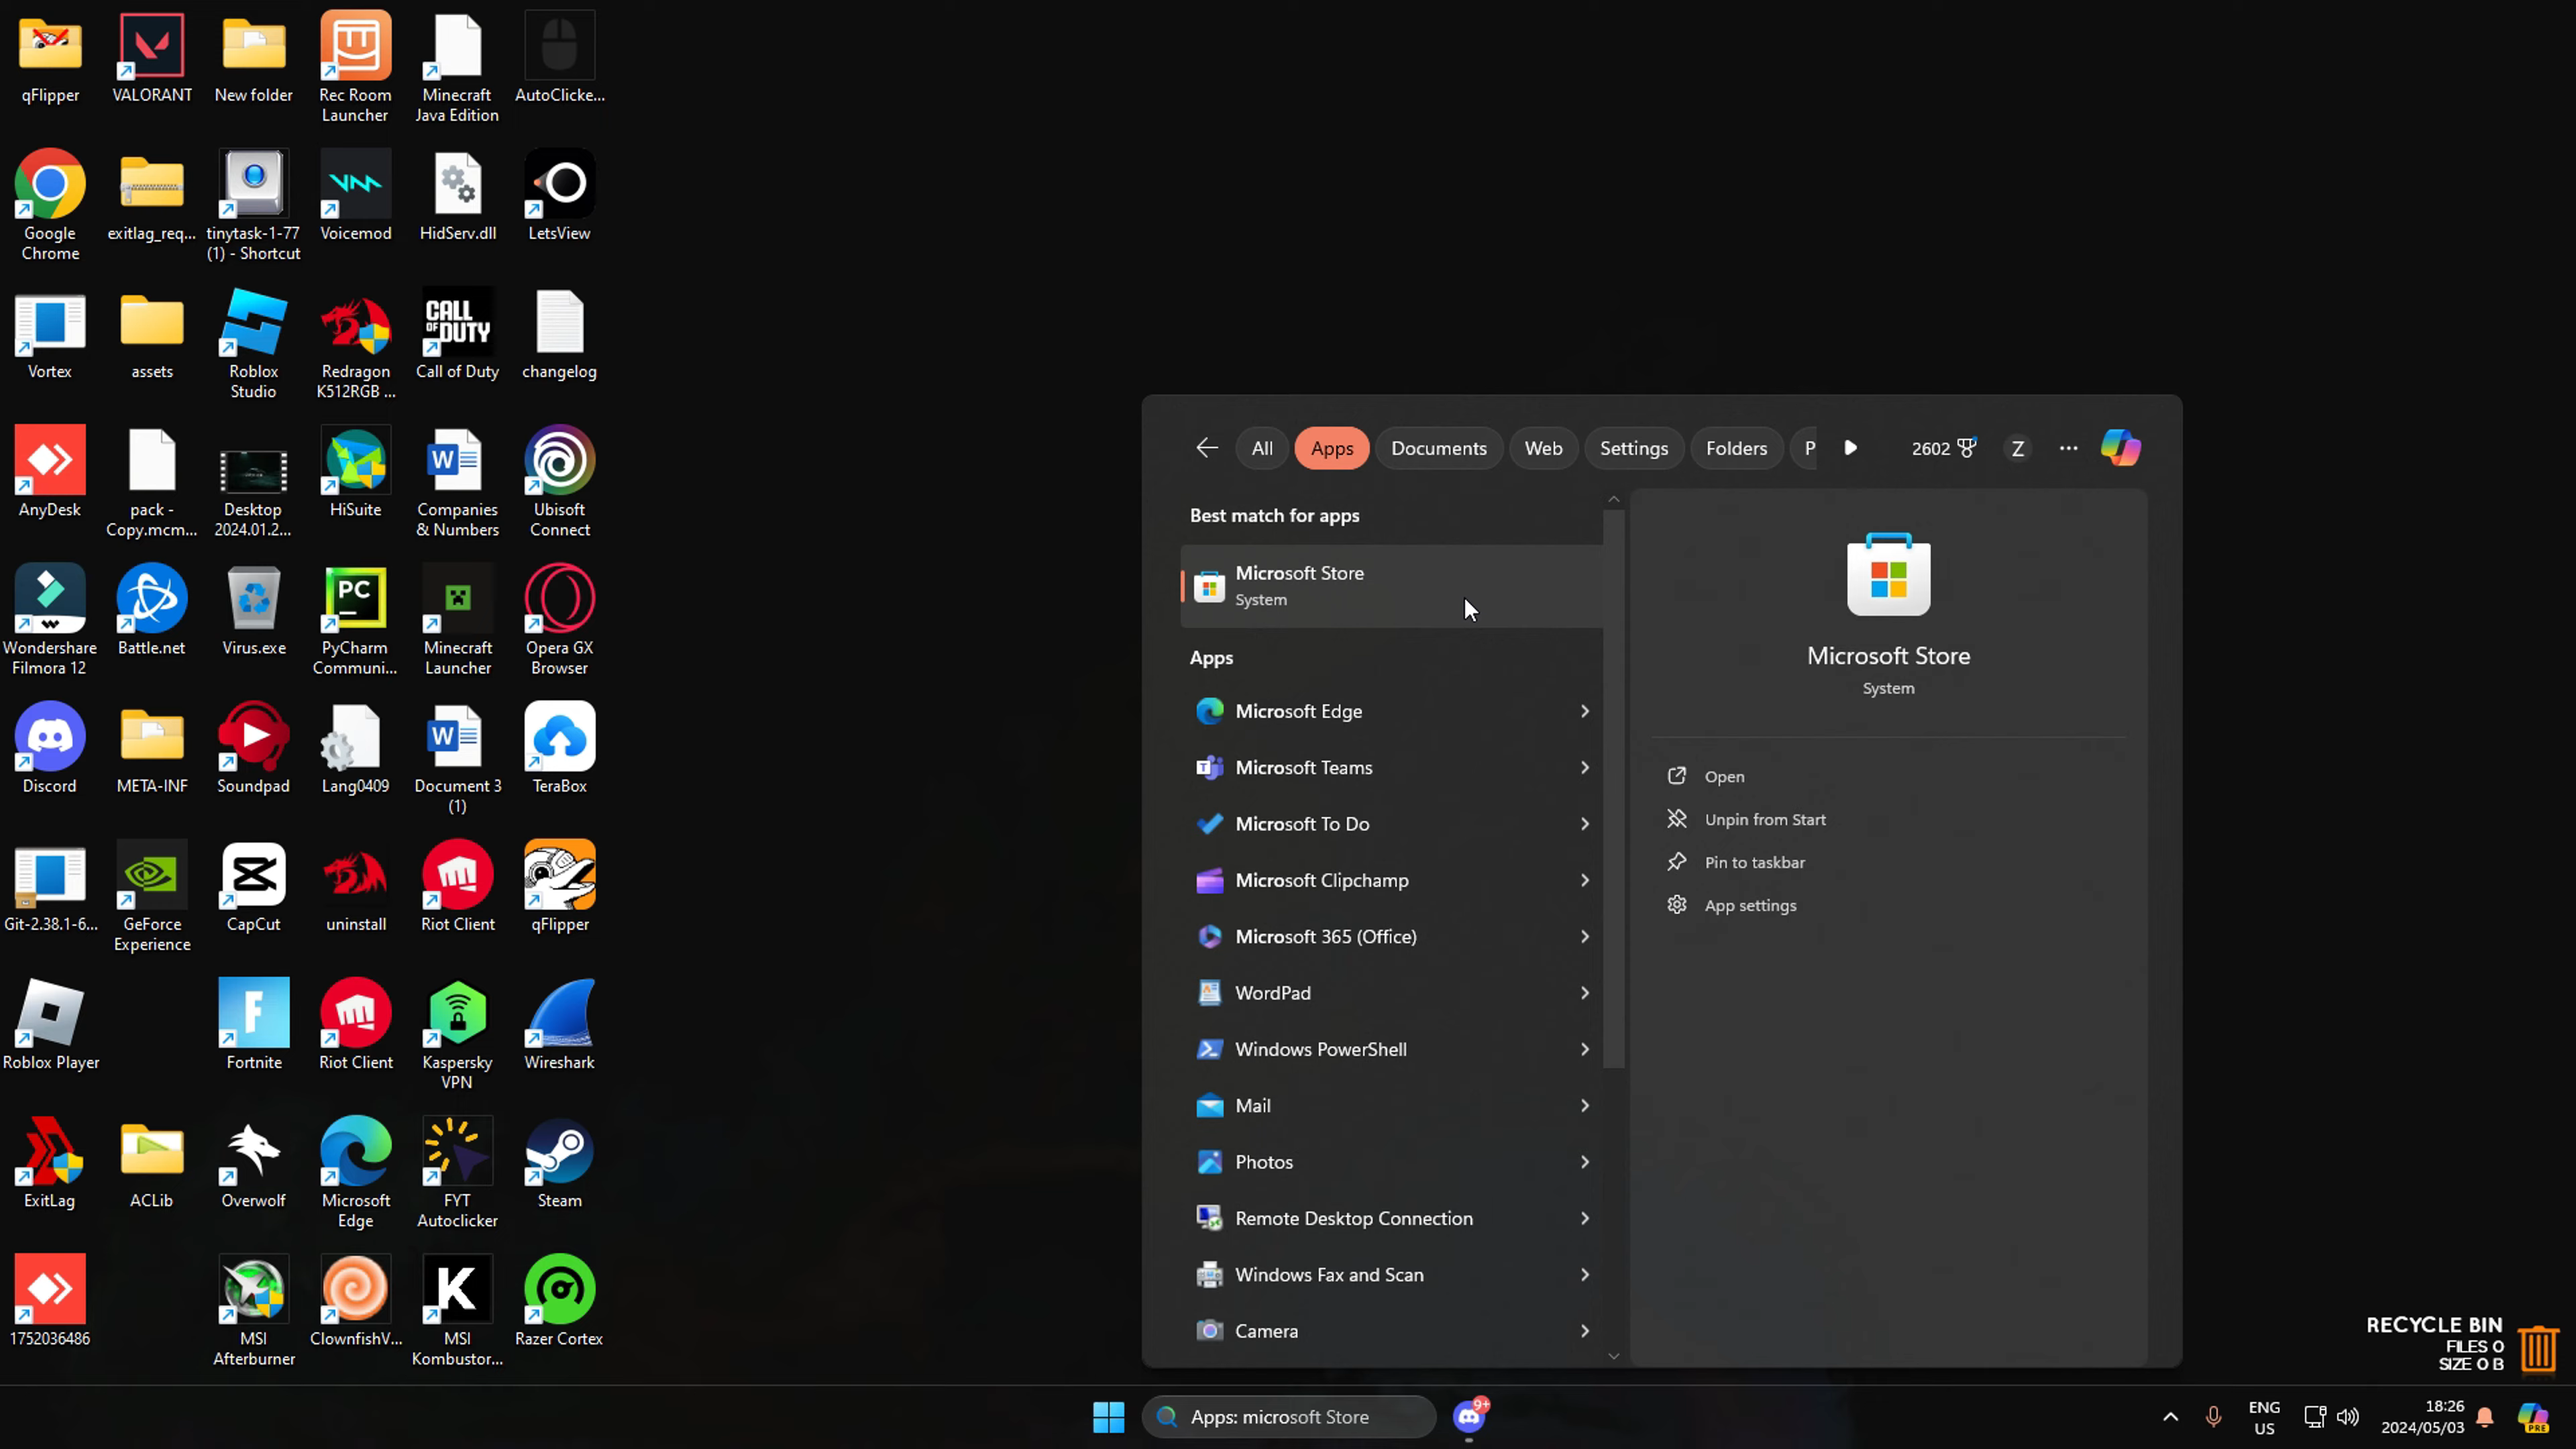 qFlipper
VALORANT
New folder
Rec Room
Launcher
Minecraft
Java Edition
AutoClicke...
Google
Chrome
exitlag_req...
tinytask-1-77
(1) - Shortcut
VM
Voicemod
HidServ.dll
LetsView
Vortex
assets
Roblox
Studio
Redragon
K512RGB ...
CALL
OF DUTY
Call of Duty
changelog
AnyDesk
pack -
Copy.mcm...
Desktop
2024.01.2...
HiSuite
W
Companies
& Numbers
Ubisoft
Connect
Wondershare
Filmora 12
Battle.net
Virus.exe
PC
PyCharm
Communi...
Minecraft
Launcher
Opera GX
Browser
Discord
META-INF
Soundpad
Lang0409
W
Document 3
(1)
TeraBox
Git-2.38.1-6...
GeForce
Experience
CapCut
uninstall
Riot Client
qFlipper
Roblox Player
F
Fortnite
Riot Client
Kaspersky
VPN
Wireshark
ExitLag
ACLib
Overwolf
Microsoft
Edge
FYT
Autoclicker
Steam
1752036486
MSI
Afterburner
ClownfishV...
K
MSI
Kombustor...
Razer Cortex
All
Apps
Documents
Web
Settings
Folders
P
2602
Z
Best match for apps
Microsoft Store
System
Apps
Microsoft Edge
Microsoft Teams
Microsoft To Do
Microsoft Clipchamp
Microsoft 365 (Office)
WordPad
Windows PowerShell
Mail
Photos
Remote Desktop Connection
Windows Fax and Scan
Camera
Microsoft Store
System
Open
Unpin from Start
Pin to taskbar
App settings
RECYCLE BIN
FILES 0
SIZE 0 B
Apps: microsoft Store
9+
ENG
US
18:26
2024/05/03
PRE